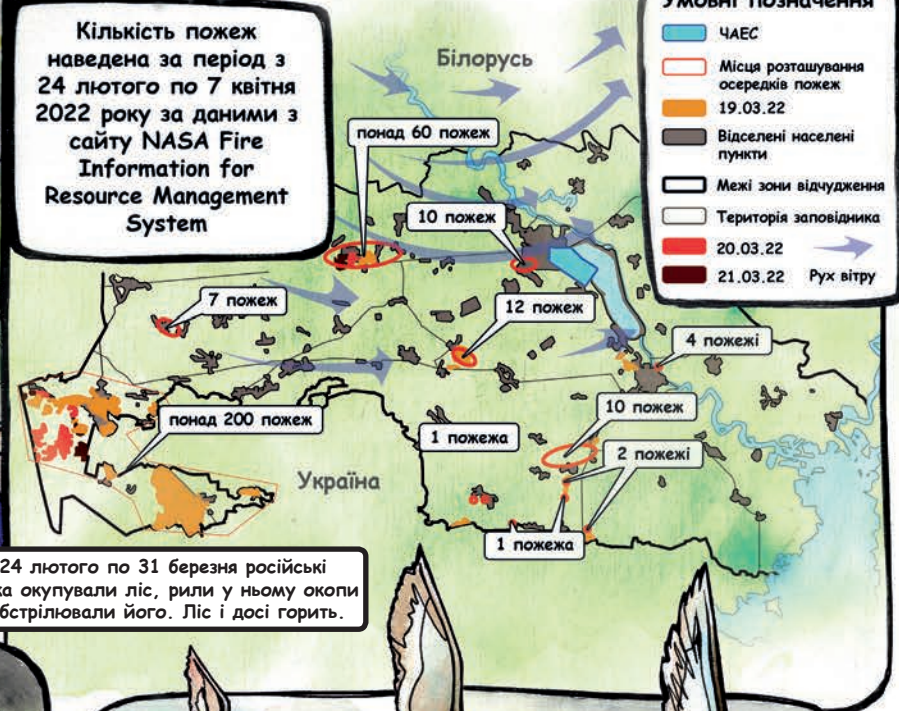 Кількість пожеж
наведена за період з
24 лютого по 7 квітня
2022 року за даними з
сайту NASA Fire
Information for
Resource Management
System
Білорусь
Умовні позначення
ЧАЕС
Місця розташування
осередків пожеж
19.03.22
Відселені населені
пункти
Межі зони відчудження
Територія заповідника
20.03.22
21.03.22
Рух вітру
понад 60 пожеж
10 пожеж
7 пожеж
12 пожеж
4 пожежі
понад 200 пожеж
10 пожеж
1 пожежа
2 пожежі
Україна
1 пожежа
24 лютого по 31 березня російські
окупували ліс, рили у ньому окопи
обстрілювали його. Ліс і досі горить.